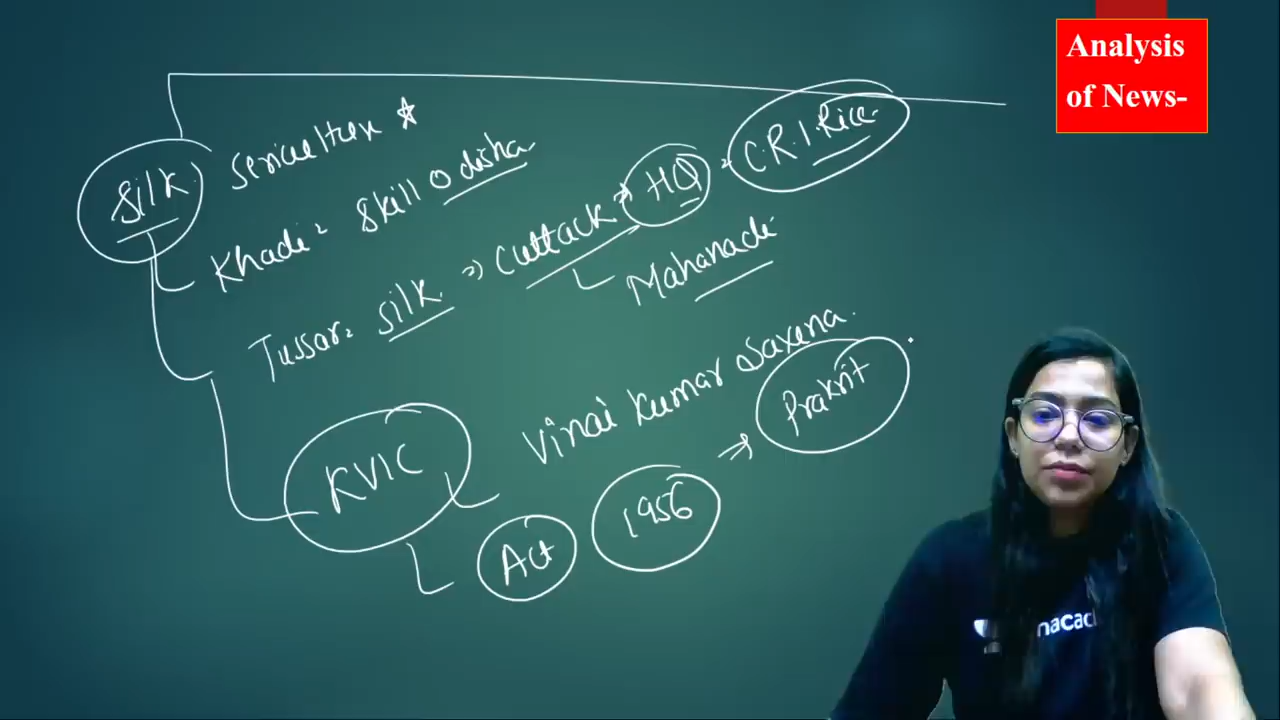 Analysis
of News-
Silk Sericulture
Khadi = Skill Odisha
Tussar = Silk => Cuttack => HQ = C.R.I. Rice
Mahanadi
KVIC Vinai Kumar Saxena.
Act 1956 => Prakrit
nacad